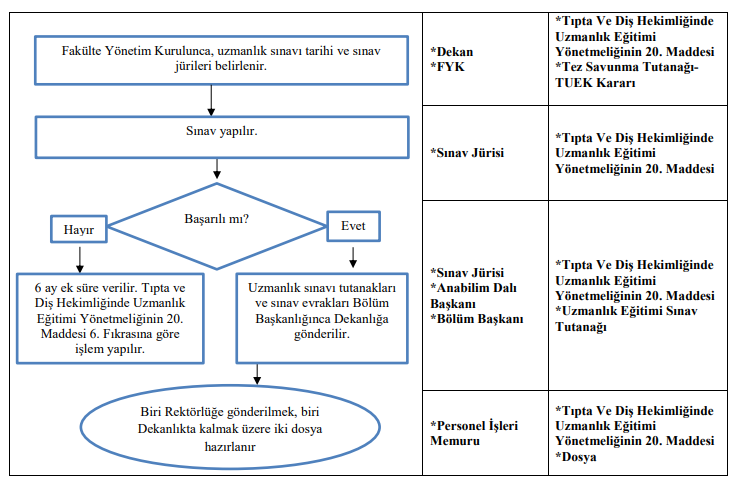 Fakülte Yönetim Kurulunca, uzmanlık sınavı tarihi ve sınav
jürileri belirlenir.
*Dekan
*FYK
*Tıpta Ve Diş Hekimliğinde
Uzmanlık Eğitimi
Yönetmeliğinin 20. Maddesi
*Tez Savunma Tutanağı-
TUEK Kararı
Sınav yapılır.
*Sınav Jürisi
*Tıpta Ve Diş Hekimliğinde
Uzmanlık Eğitimi
Yönetmeliğinin 20. Maddesi
Başarılı mı?
Hayır
Evet
6 ay ek süre verilir. Tıpta ve
Diş Hekimliğinde Uzmanlık
Eğitimi Yönetmeliğinin 20.
Maddesi 6. Fıkrasına göre
işlem yapılır.
Uzmanlık sınavı tutanakları
ve sınav evrakları Bölüm
Başkanlığınca Dekanlığa
gönderilir.
*Sınav Jürisi
*Anabilim Dalı
Başkanı
*Bölüm Başkanı
*Tıpta Ve Diş Hekimliğinde
Uzmanlık Eğitimi
Yönetmeliğinin 20. Maddesi
*Uzmanlık Eğitimi Sınav
Tutanağı
Biri Rektörlüğe gönderilmek, biri
Dekanlıkta kalmak üzere iki dosya
hazırlanır
*Personel İşleri
Memuru
*Tıpta Ve Diş Hekimliğinde
Uzmanlık Eğitimi
Yönetmeliğinin 20. Maddesi
*Dosya